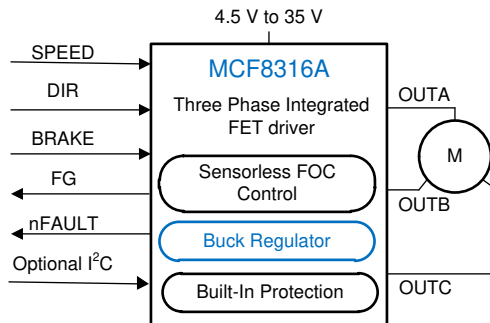 4.5 V to 35 V
SPEED
DIR
BRAKE
FG
nFAULT
Optional I²C
MCF8316A
Three Phase Integrated
FET driver
Sensorless FOC
Control
Buck Regulator
Built-In Protection
OUTA
M
OUTB
OUTC